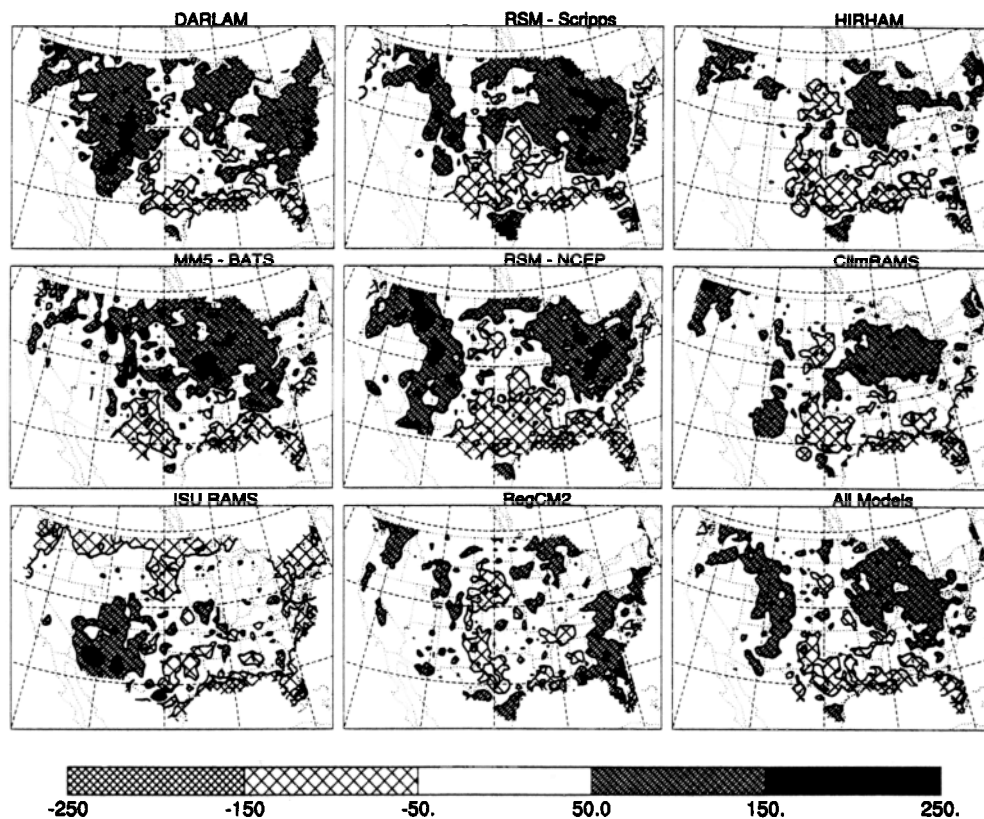 DARLAM
RSM - Scripps
HIRHAM
MM5 - BATS
RSM - NCEP
ClimRAMS
ISU RAMS
RegCM2
All Models
-250 -150 -50. 50.0 150. 250.